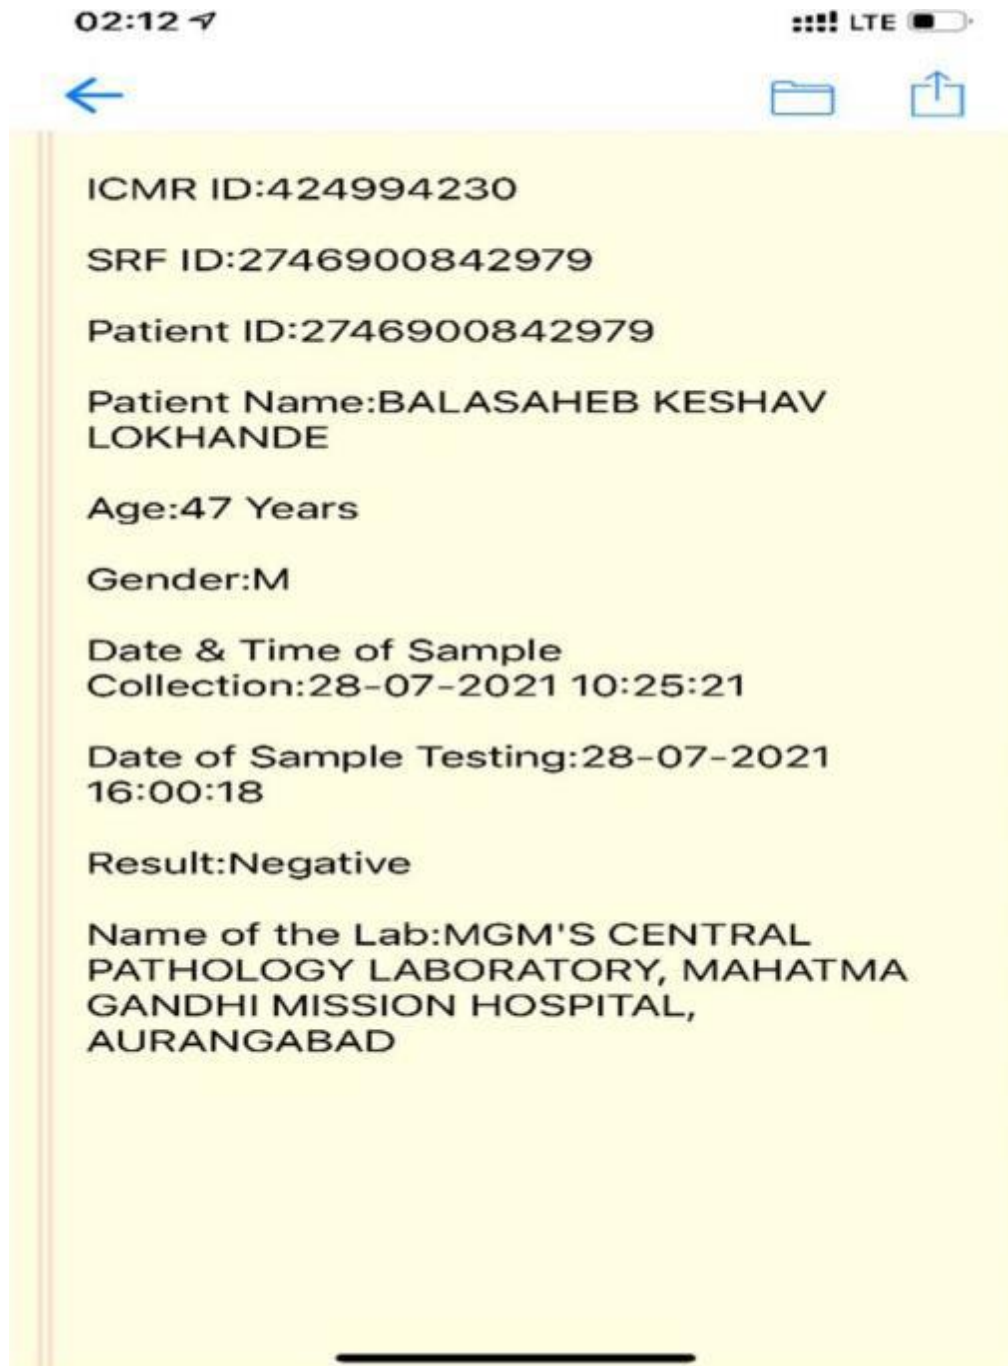 02:12 LTE
ICMR ID:424994230
SRF ID:2746900842979
Patient ID:2746900842979
Patient Name:BALASAHEB KESHAV
LOKHANDE
Age:47 Years
Gender:M
Date & Time of Sample
Collection:28-07-2021 10:25:21
Date of Sample Testing:28-07-2021
16:00:18
Result:Negative
Name of the Lab:MGM'S CENTRAL
PATHOLOGY LABORATORY, MAHATMA
GANDHI MISSION HOSPITAL,
AURANGABAD